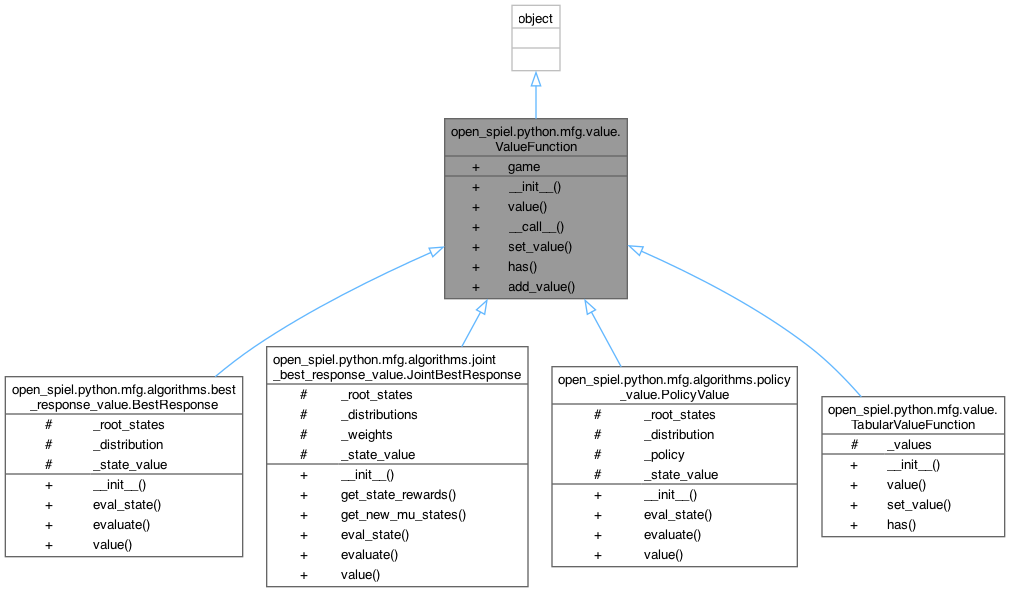 object
open_spiel.python.mfg.value.
ValueFunction
+ game
+ __init__()
+ value()
+ __call__()
+ set_value()
+ has()
+ add_value()
open_spiel.python.mfg.algorithms.best
_response_value.BestResponse
# _root_states
# _distribution
# _state_value
+ __init__()
+ eval_state()
+ evaluate()
+ value()
open_spiel.python.mfg.algorithms.joint
_best_response_value.JointBestResponse
# _root_states
# _distributions
# _weights
# _state_value
+ __init__()
+ get_state_rewards()
+ get_new_mu_states()
+ eval_state()
+ evaluate()
+ value()
open_spiel.python.mfg.algorithms.policy
_value.PolicyValue
# _root_states
# _distribution
# _policy
# _state_value
+ __init__()
+ eval_state()
+ evaluate()
+ value()
open_spiel.python.mfg.value.
TabularValueFunction
# _values
+ __init__()
+ value()
+ set_value()
+ has()